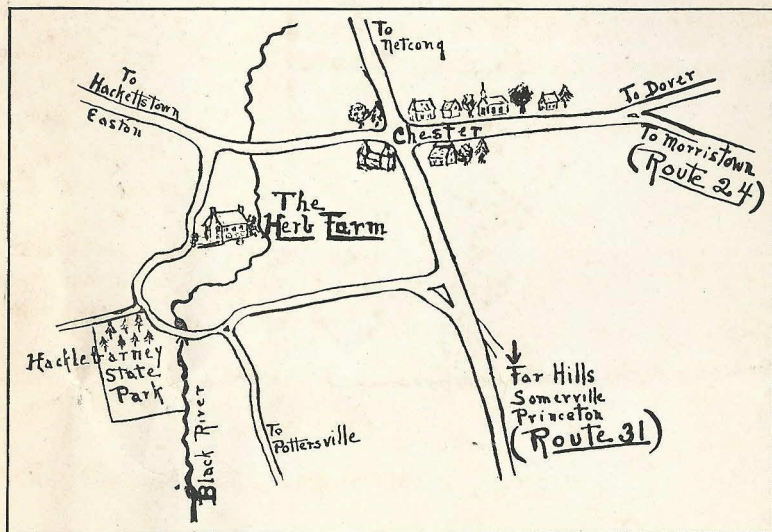 To
Netcong
To
Hackettstown
Easton
To Dover
Chester
To Morristown
(Route 24)
The
Herb Farm
Hacklebarney
State
Park
Black River
To
Pottersville
Far Hills
Somerville
Princeton
(Route 31)